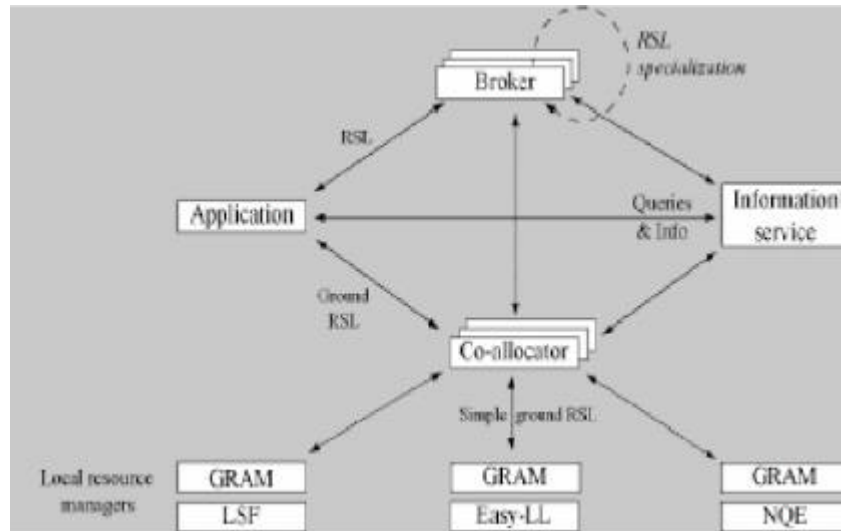 RSL
specialization
Broker
RSL
Application
Queries
& Info
Information
service
Ground
RSL
Co-allocator
Simple ground RSL
Local resource
managers
GRAM
GRAM
GRAM
LSF
Easy-LL
NQE